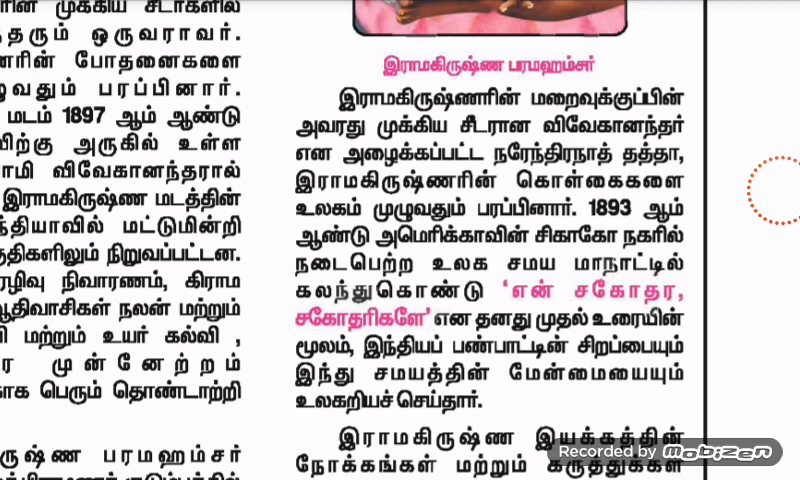 முக்கிய சீடர்களில்
ஒருவராவர்.
போதனைகளை
பரப்பினார்.
மடம் 1897 ஆம் ஆண்டு
அருகில் உள்ள
விவேகானந்தரால்
இராமகிருஷ்ண மடத்தின்
மட்டுமின்றி
நிறுவப்பட்டன.
நிவாரணம், கிராம
ஆதிவாசிகள் நலன் மற்றும்
மற்றும் உயர் கல்வி ,
முன்னேற்றம்
பெரும் தொண்டாற்றி
பரமஹம்சர்
இராமகிருஷ்ண பரமஹம்சர்
இராமகிருஷ்ணரின் மறைவுக்குப்பின்
அவரது முக்கிய சீடரான விவேகானந்தர்
என அழைக்கப்பட்ட நரேந்திரநாத் தத்தா,
இராமகிருஷ்ணரின் கொள்கைகளை
உலகம் முழுவதும் பரப்பினார். 1893 ஆம்
ஆண்டு அமெரிக்காவின் சிகாகோ நகரில்
நடைபெற்ற உலக சமய மாநாட்டில்
கலந்துகொண்டு ‘என் சகோதர,
சகோதரிகளே’ என தனது முதல் உரையின்
மூலம், இந்தியப் பண்பாட்டின் சிறப்பையும்
இந்து சமயத்தின் மேன்மையையும்
உலகறியச் செய்தார்.
இராமகிருஷ்ண இயக்கத்தின்
நோக்கங்கள் மற்றும் கருத்துக்கள்
Recorded by mobizen